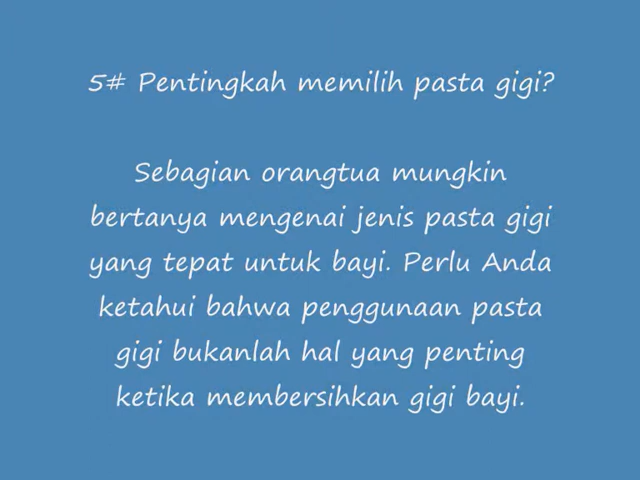 5# Pentingkah memilih pasta gigi?
Sebagian orangtua mungkin
bertanya mengenai jenis pasta gigi
yang tepat untuk bayi. Perlu Anda
ketahui bahwa penggunaan pasta
gigi bukanlah hal yang penting
ketika membersihkan gigi bayi.